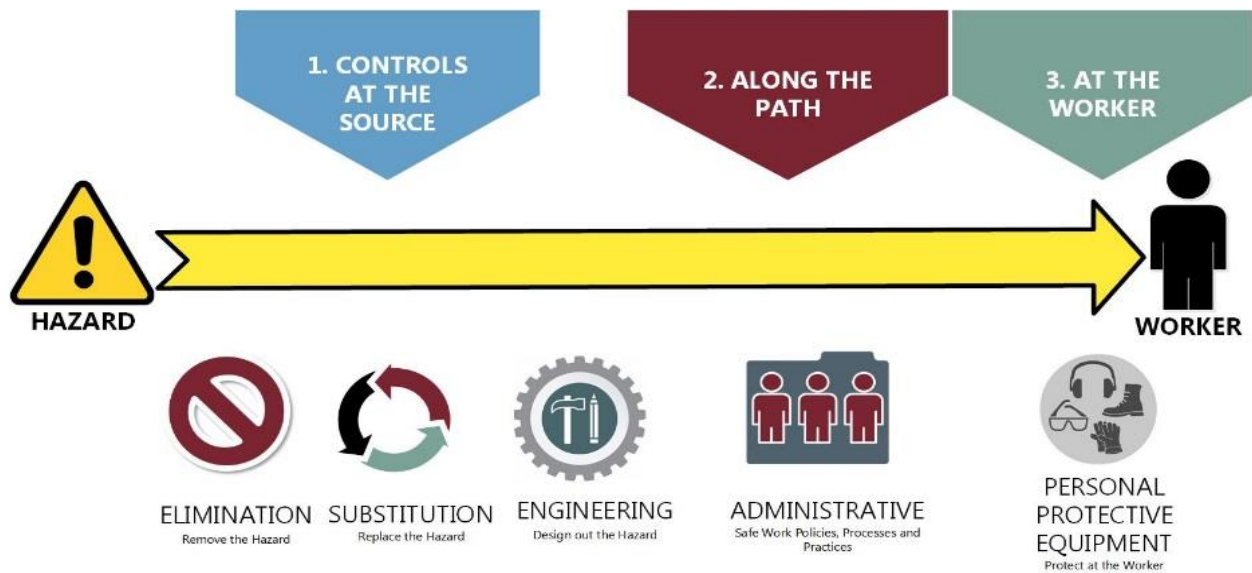 1. CONTROLS
AT THE
SOURCE
2. ALONG THE
PATH
3. AT THE
WORKER
HAZARD
WORKER
ELIMINATION
Remove the Hazard
SUBSTITUTION
Replace the Hazard
ENGINEERING
Design out the Hazard
ADMINISTRATIVE
Safe Work Policies, Processes and
Practices
PERSONAL
PROTECTIVE
EQUIPMENT
Protect at the Worker